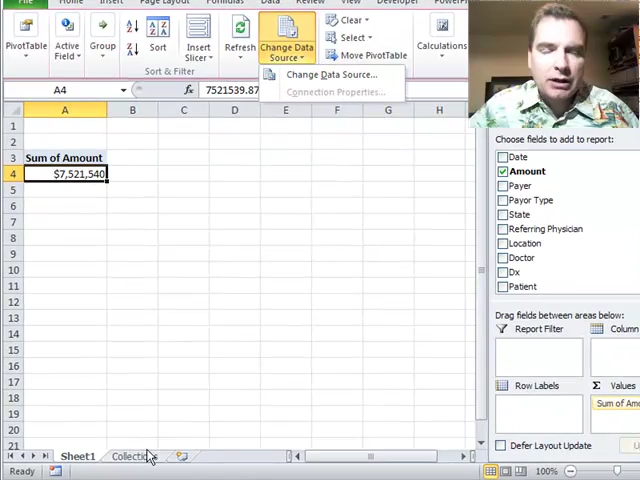 File Home Insert Page Layout Formulas Data Review View Developer PowerP
PivotTable
Active Field
Group
Sort
Insert Slicer
Refresh
Change Data Source
Clear
Select
Move PivotTable
Calculations
Sort & Filter
Change Data Source...
Connection Properties...
A4 fx 7521539.87
A B C D E F G H
1
2
3 Sum of Amount
4 $7,521,540
5
6
7
8
9
10
11
12
13
14
15
16
17
18
19
20
21
Choose fields to add to report:
Date
Amount
Payer
Payor Type
State
Referring Physician
Location
Doctor
Dx
Patient
Drag fields between areas below:
Report Filter Column
Row Labels Σ Values
Sum of Amo
Defer Layout Update U
Sheet1 Collections
Ready 100%